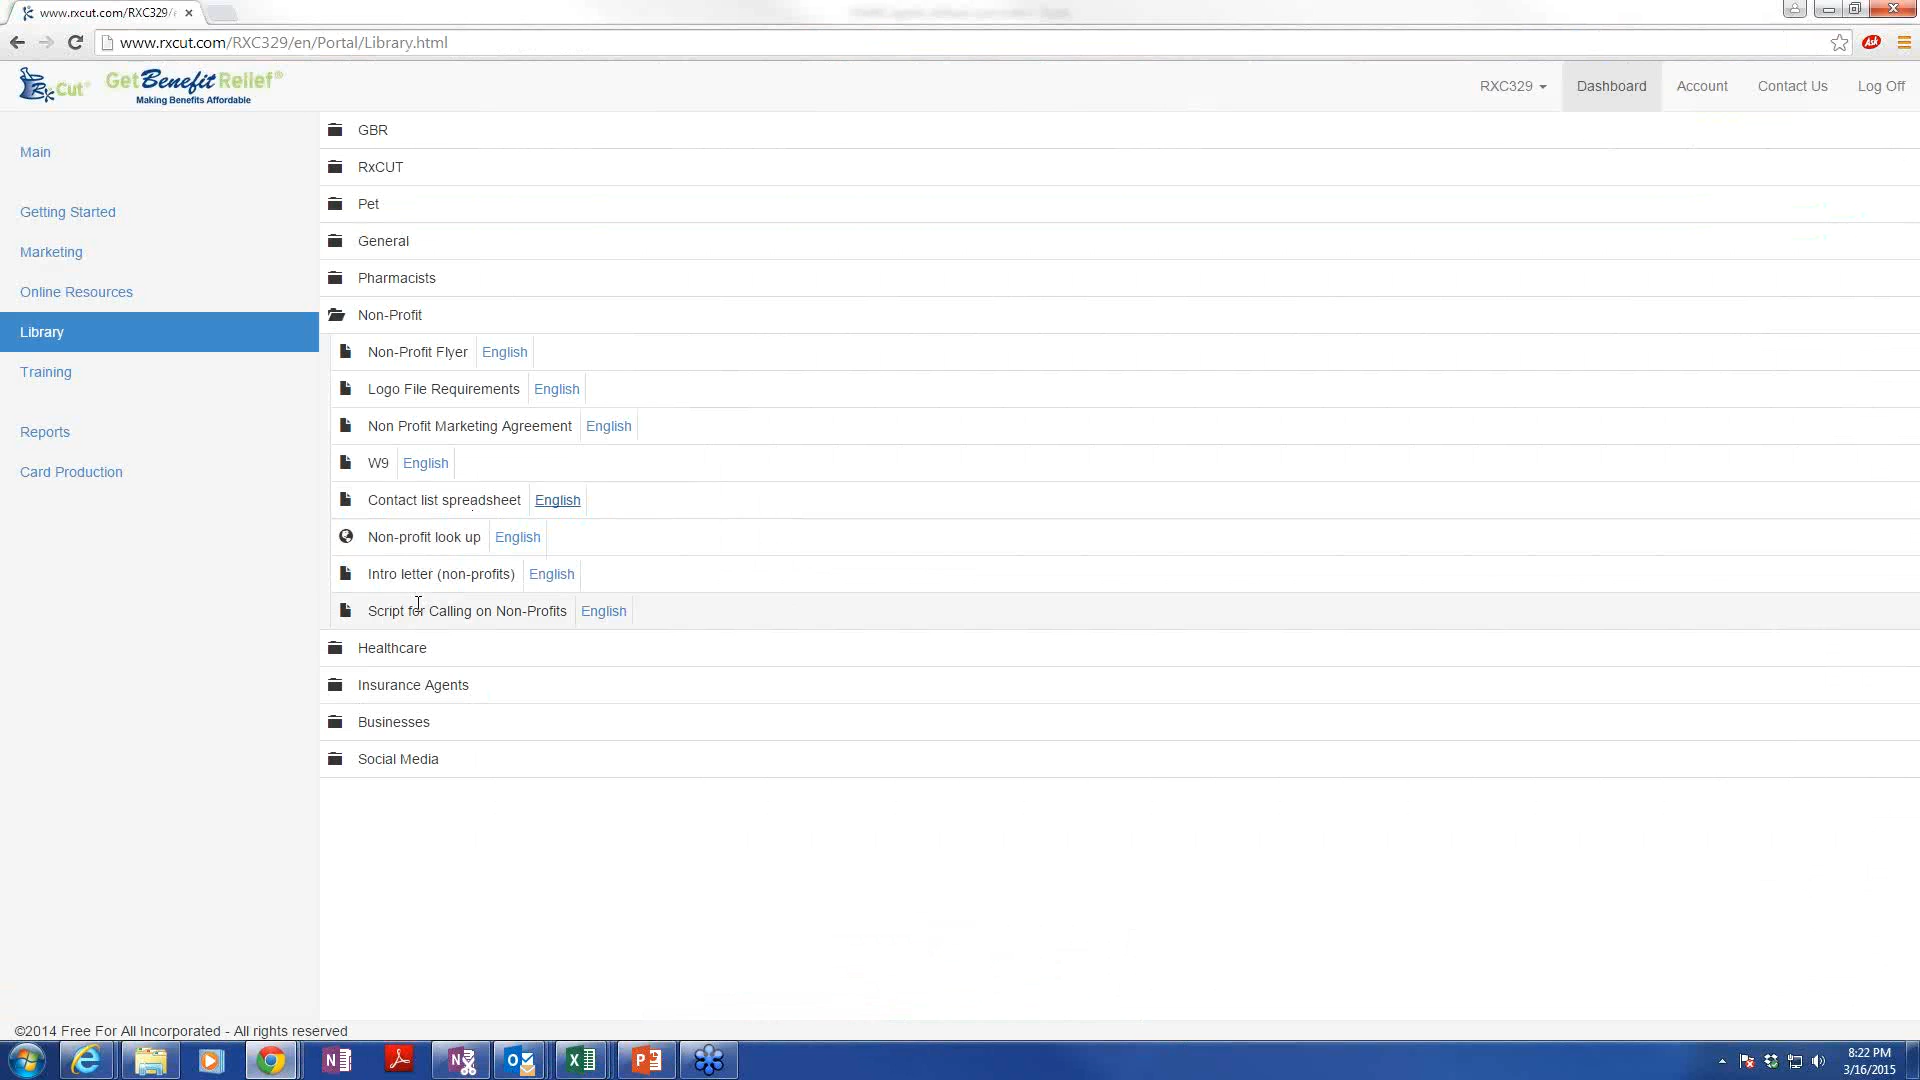 www.rxcut.com/RXC329/
www.rxcut.com/RXC329/en/Portal/Library.html
Ask
Rx Cut® Get Benefit Relief®
Making Benefits Affordable
RXC329 Dashboard Account Contact Us Log Off
Main
Getting Started
Marketing
Online Resources
Library
Training
Reports
Card Production
GBR
RxCUT
Pet
General
Pharmacists
Non-Profit
Non-Profit Flyer English
Logo File Requirements English
Non Profit Marketing Agreement English
W9 English
Contact list spreadsheet English
Non-profit look up English
Intro letter (non-profits) English
Script for Calling on Non-Profits English
Healthcare
Insurance Agents
Businesses
Social Media
©2014 Free For All Incorporated - All rights reserved
8:22 PM
3/16/2015